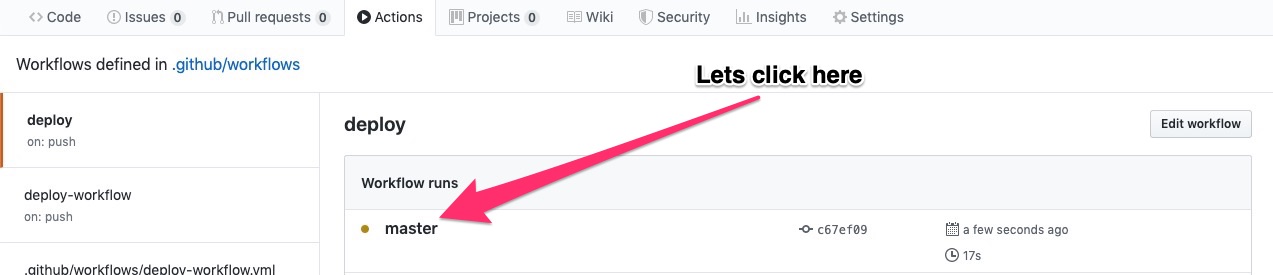 Code Issues 0 Pull requests 0 Actions Projects 0 Wiki Security Insights Settings
Workflows defined in .github/workflows
Lets click here
deploy
on: push
deploy-workflow
on: push
.github/workflows/deploy-workflow.yml
deploy
Edit workflow
Workflow runs
master c67ef09 a few seconds ago
17s